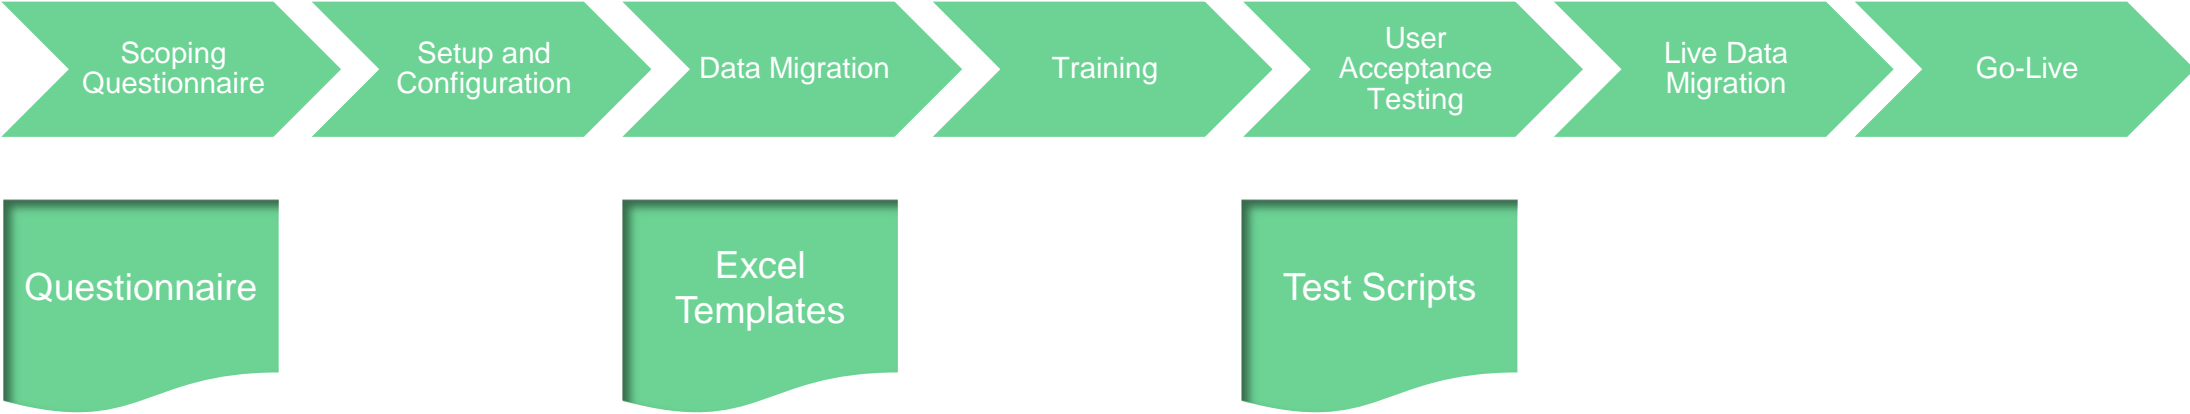 Scoping
Questionnaire
Setup and
Configuration
Data Migration
Training
User
Acceptance
Testing
Live Data
Migration
Go-Live
Questionnaire
Excel
Templates
Test Scripts